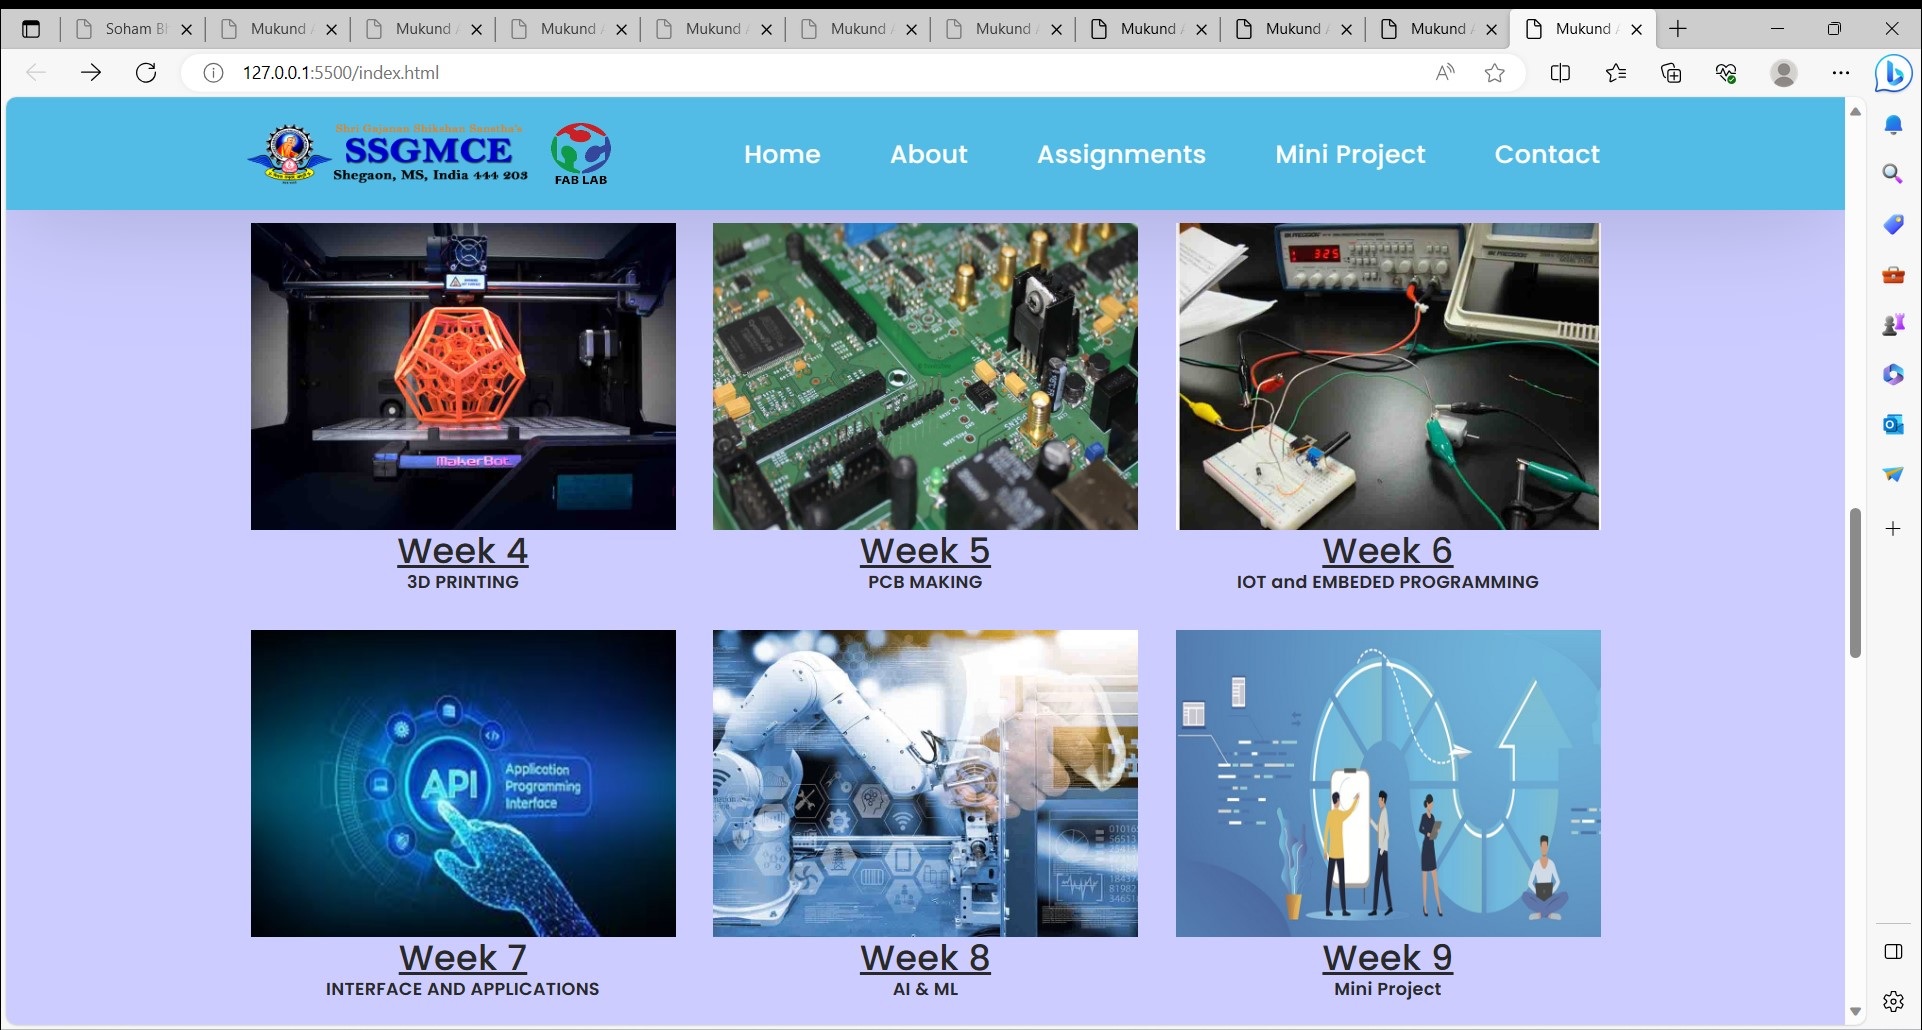 Soham B
Mukund
Mukund
Mukund
Mukund
Mukund
Mukund
Mukund
Mukund
Mukund
Mukund
127.0.0.1:5500/index.html
Shri Gajanan Shikshan Sanstha's
SSGMCE
Shegaon, MS, India 444 203
FAB LAB
Home
About
Assignments
Mini Project
Contact
325
MakerBot
Week 4
3D PRINTING
Week 5
PCB MAKING
Week 6
IOT and EMBEDED PROGRAMMING
API
Application
Programming
Interface
Week 7
INTERFACE AND APPLICATIONS
Week 8
AI & ML
Week 9
Mini Project